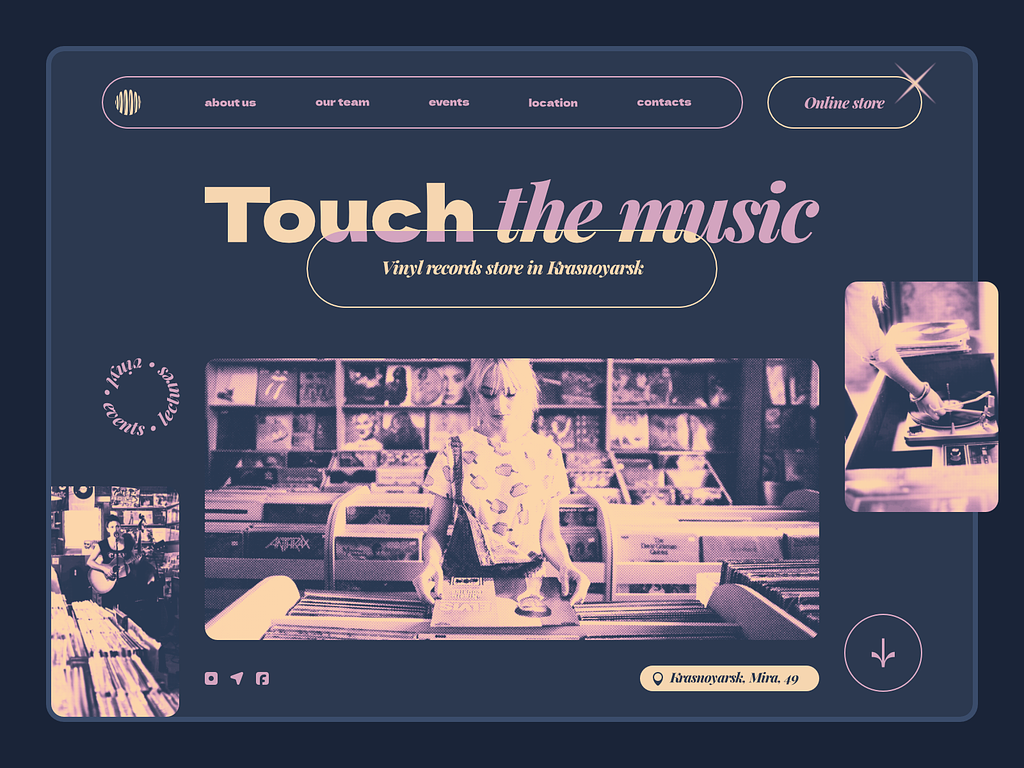 about us
our team
events
location
contacts
Online store
Touch the music
Vinyl records store in Krasnoyarsk
vinyl • lectures • events •
ANTHRAX
Krasnoyarsk, Mira, 49